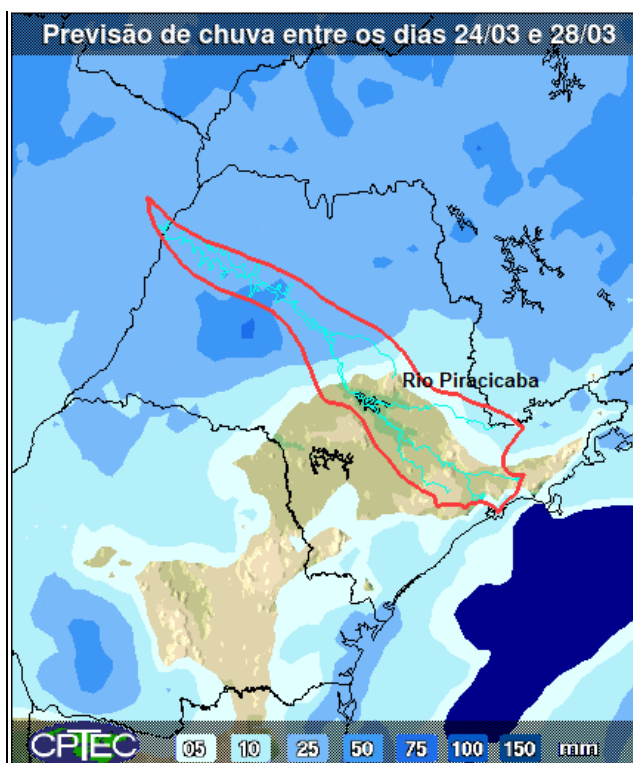 Previsão de chuva entre os dias 24/03 e 28/03
Rio Piracicaba
CPTEC 05 10 25 50 75 100 150 mm